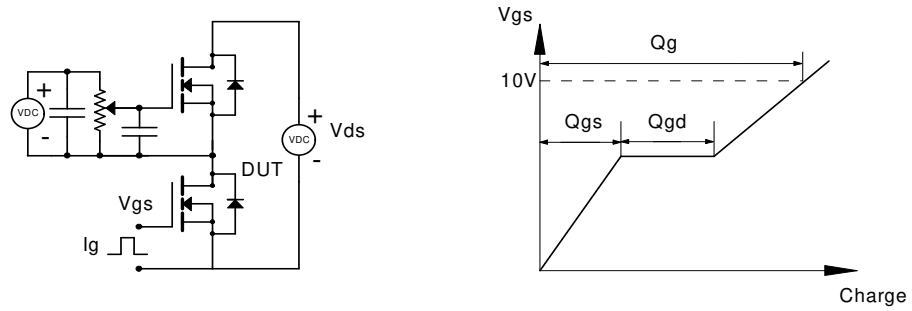 +
VDC
-
Vgs
Ig
DUT
+
VDC
-
Vds
Vgs
10V
Qg
Qgs
Qgd
Charge